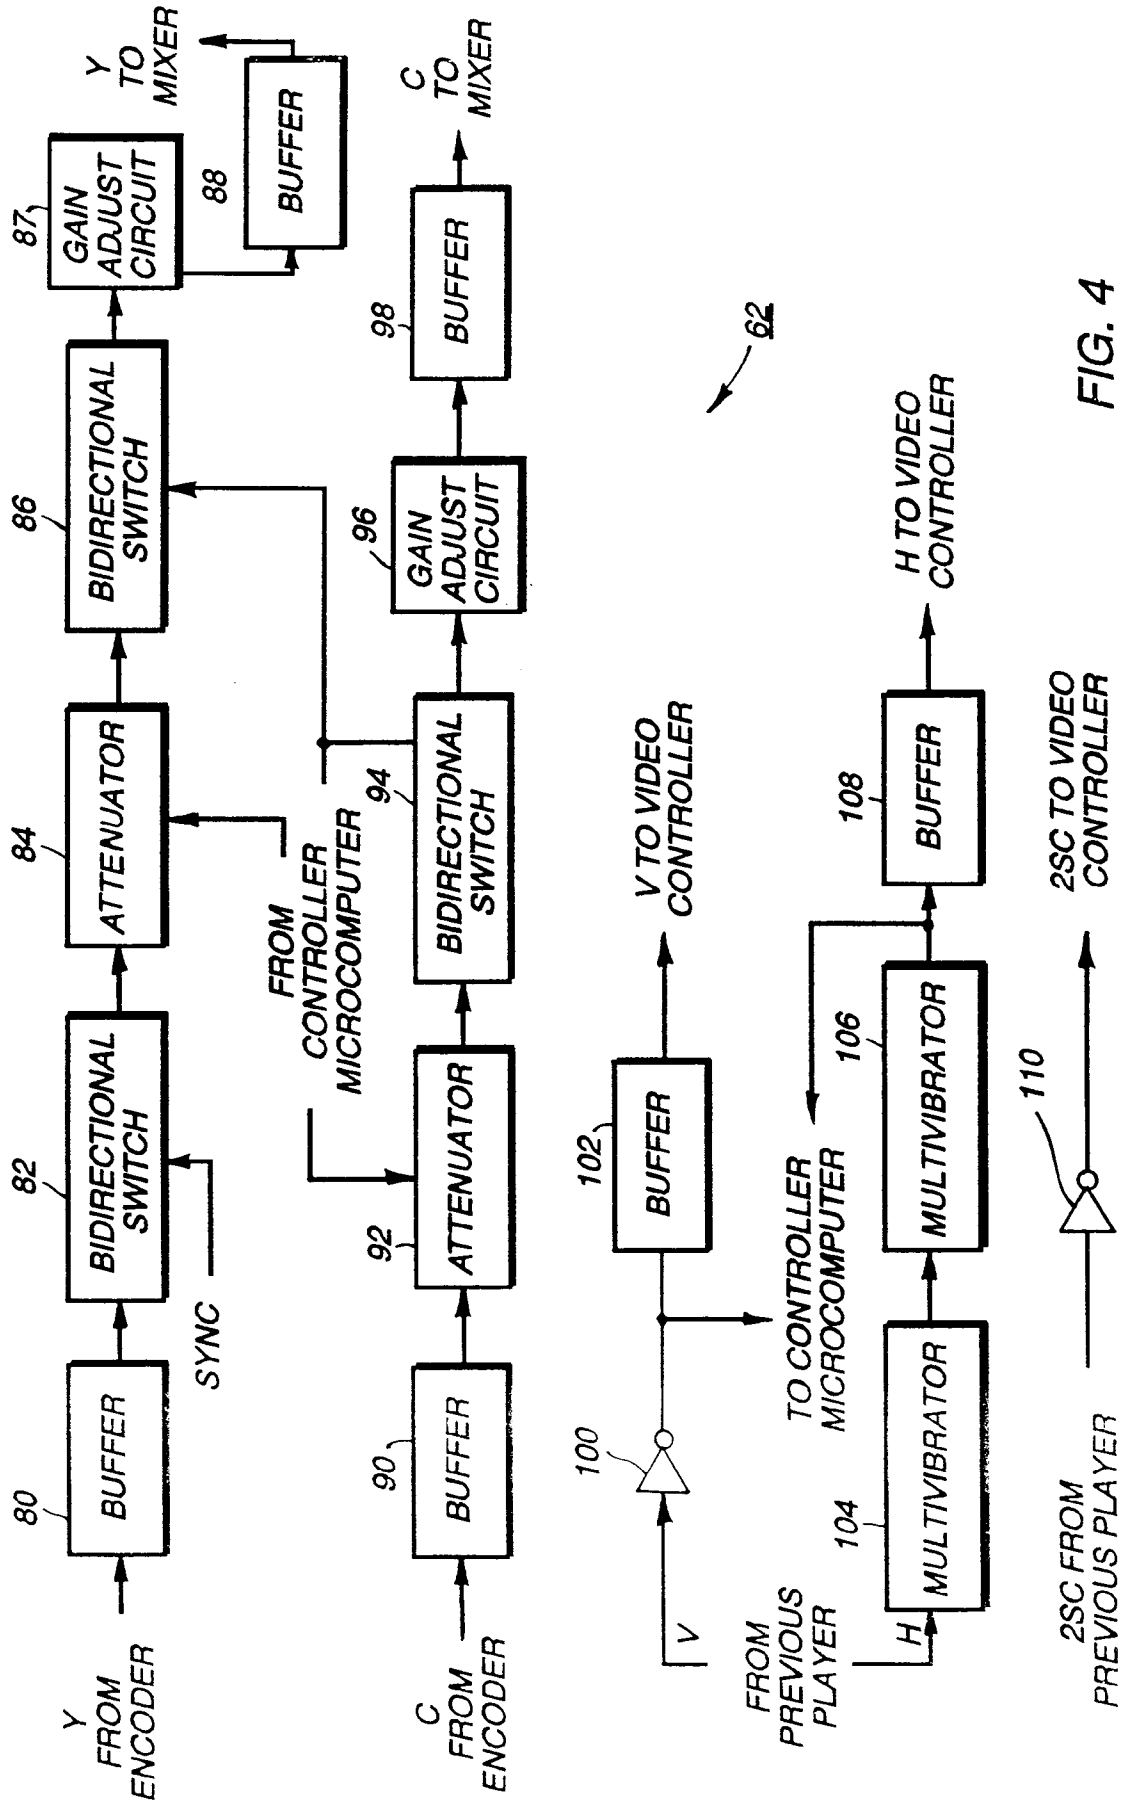 Y
FROM
ENCODER
80
BUFFER
82
BIDIRECTIONAL
SWITCH
SYNC
84
ATTENUATOR
86
BIDIRECTIONAL
SWITCH
87
GAIN
ADJUST
CIRCUIT
88
BUFFER
Y
TO
MIXER
FROM
CONTROLLER
MICROCOMPUTER
C
FROM
ENCODER
90
BUFFER
92
ATTENUATOR
94
BIDIRECTIONAL
SWITCH
96
GAIN
ADJUST
CIRCUIT
98
BUFFER
C
TO
MIXER
62
V
100
102
BUFFER
V TO VIDEO
CONTROLLER
TO CONTROLLER
MICROCOMPUTER
FROM
PREVIOUS
PLAYER
H
104
MULTIVIBRATOR
106
MULTIVIBRATOR
108
BUFFER
H TO VIDEO
CONTROLLER
2SC FROM
PREVIOUS PLAYER
110
2SC TO VIDEO
CONTROLLER
FIG. 4